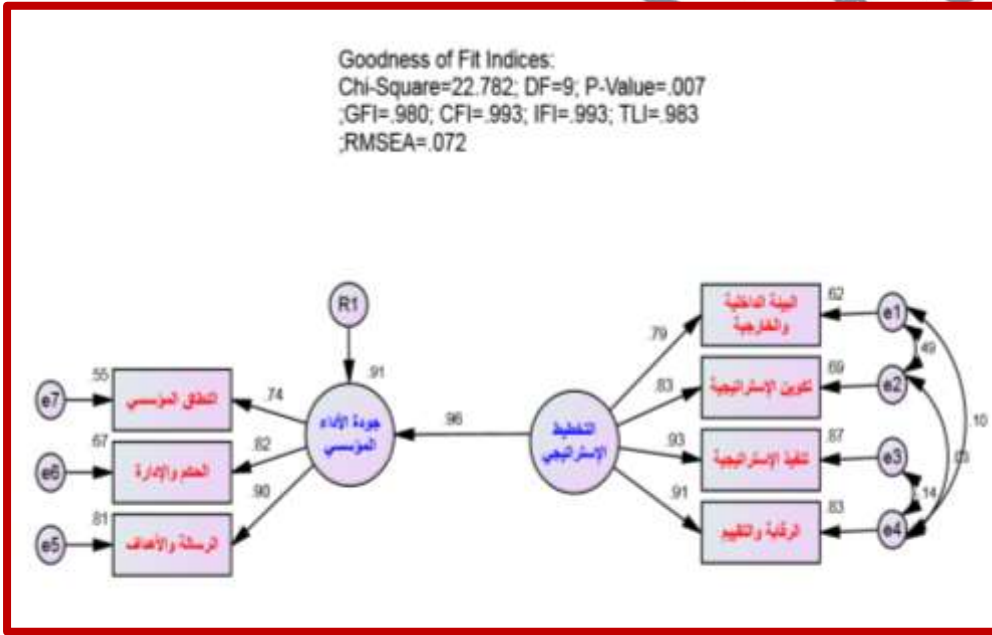 Goodness of Fit Indices:
Chi-Square=22.782; DF=9; P-Value=.007
;GFI=.980; CFI=.993; IFI=.993; TLI=.983
;RMSEA=.072
R1
.91
جودة الأداء
المؤسسي
.96
التخطيط
الإستراتيجي
.79
.83
.93
.91
البيئة الداخلية
والخارجية
.62
e1
تكوين الإستراتيجية
.69
e2
تنفيذ الإستراتيجية
.87
e3
الرقابة والتقييم
.83
e4
.49
.10
.03
.14
.74
.82
.90
.55
e7
النطاق المؤسسي
.67
e6
الحكم والإدارة
.81
e5
الرسالة والأهداف